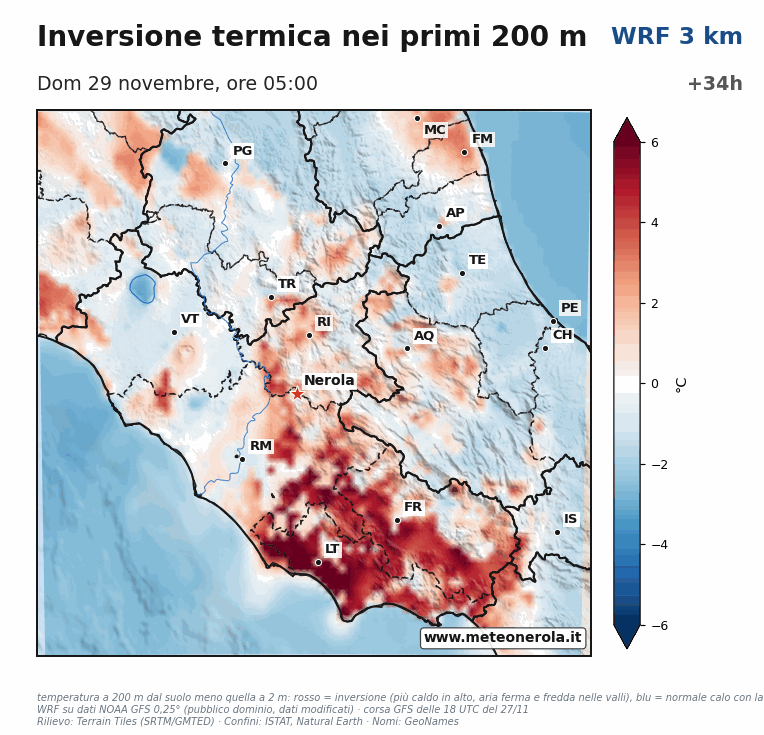 Inversione termica nei primi 200 m
WRF 3 km
Dom 29 novembre, ore 05:00
+34h
MC
FM
PG
AP
TE
TR
PE
VT
RI
CH
AQ
Nerola
RM
FR
IS
LT
6
4
2
0
−2
−4
−6
°C
www.meteonerola.it
temperatura a 200 m dal suolo meno quella a 2 m: rosso = inversione (più caldo in alto, aria ferma e fredda nelle valli), blu = normale calo con la
WRF su dati NOAA GFS 0,25° (pubblico dominio, dati modificati) · corsa GFS delle 18 UTC del 27/11
Rilievo: Terrain Tiles (SRTM/GMTED) · Confini: ISTAT, Natural Earth · Nomi: GeoNames